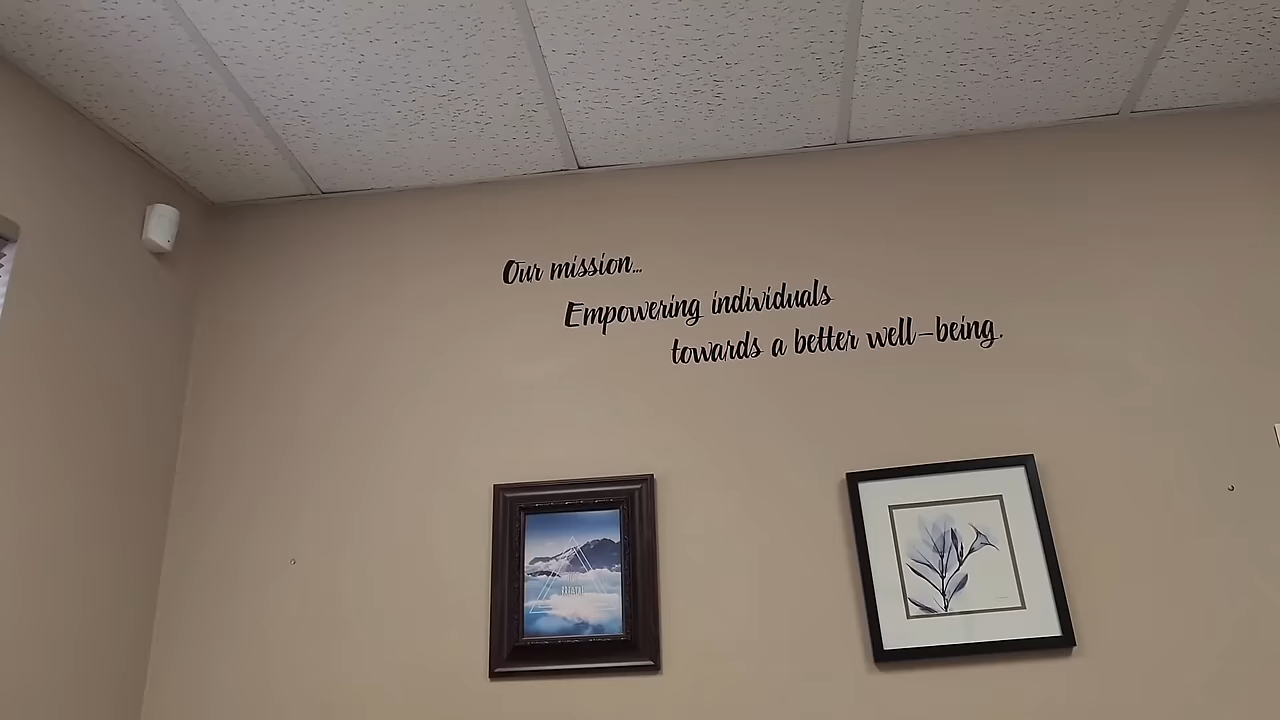 Our mission...
Empowering individuals
towards a better well-being.